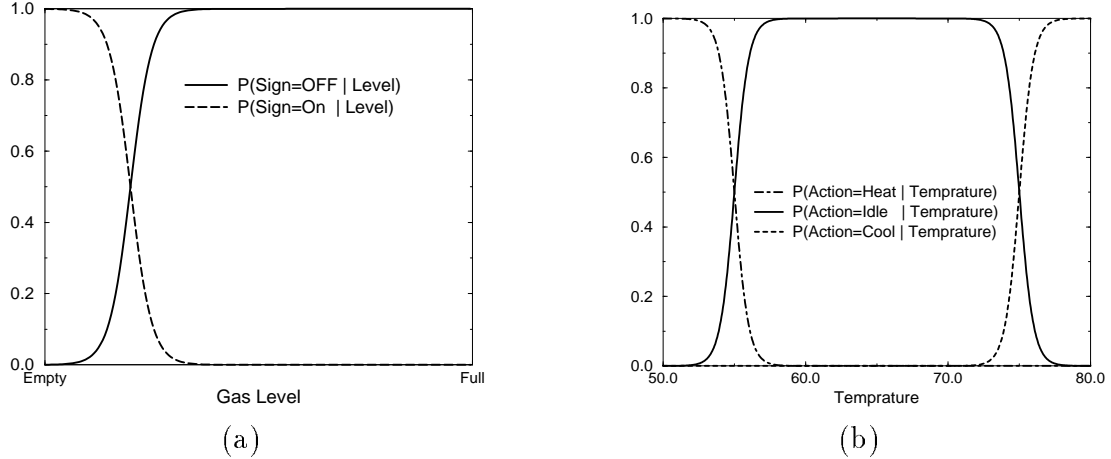 1.0
0.8
0.6
0.4
0.2
0.0
P(Sign=OFF | Level)
P(Sign=On | Level)
Empty
Full
Gas Level
(a)
1.0
0.8
0.6
0.4
0.2
0.0
P(Action=Heat | Temprature)
P(Action=Idle | Temprature)
P(Action=Cool | Temprature)
50.0
60.0
70.0
80.0
Temprature
(b)